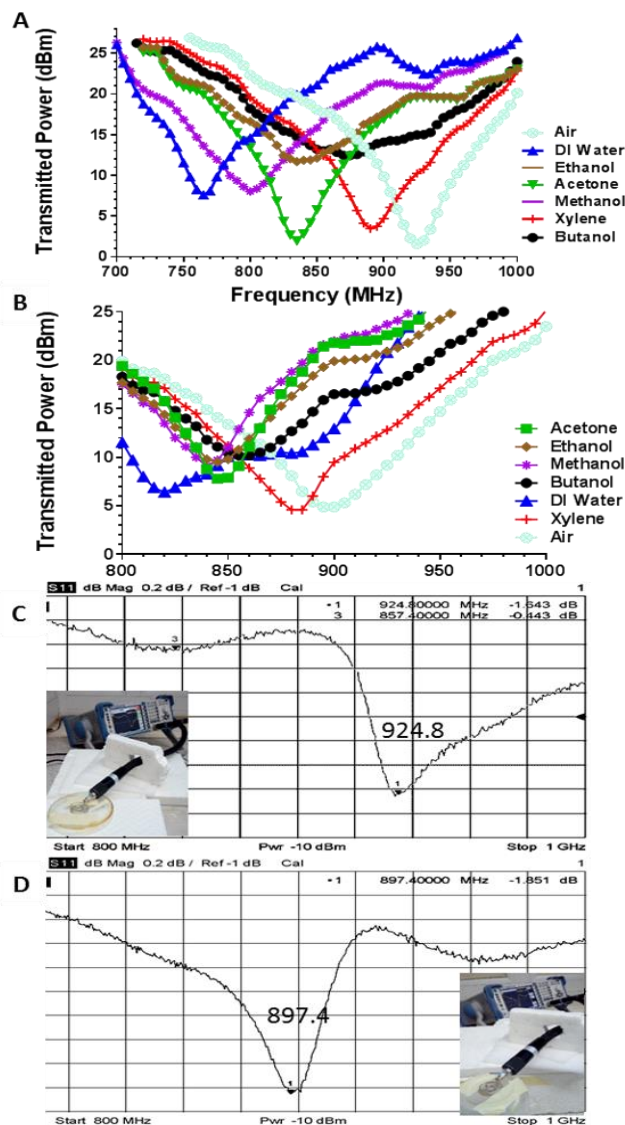 A
Transmitted Power (dBm)
25
20
15
10
5
0
700 750 800 850 900 950 1000
Frequency (MHz)
Air
DI Water
Ethanol
Acetone
Methanol
Xylene
Butanol
B
Transmitted Power (dBm)
25
20
15
10
5
0
800 850 900 950 1000
Acetone
Ethanol
Methanol
Butanol
DI Water
Xylene
Air
C
S11 dB Mag 0.2 dB / Ref -1 dB Cal 1
•1 924.80000 MHz -1.643 dB
3 857.40000 MHz -0.443 dB
3
924.8
1
Start 800 MHz Pwr -10 dBm Stop 1 GHz
D
S11 dB Mag 0.2 dB / Ref -1 dB Cal 1
•1 897.40000 MHz -1.851 dB
897.4
1
Start 800 MHz Pwr -10 dBm Stop 1 GHz